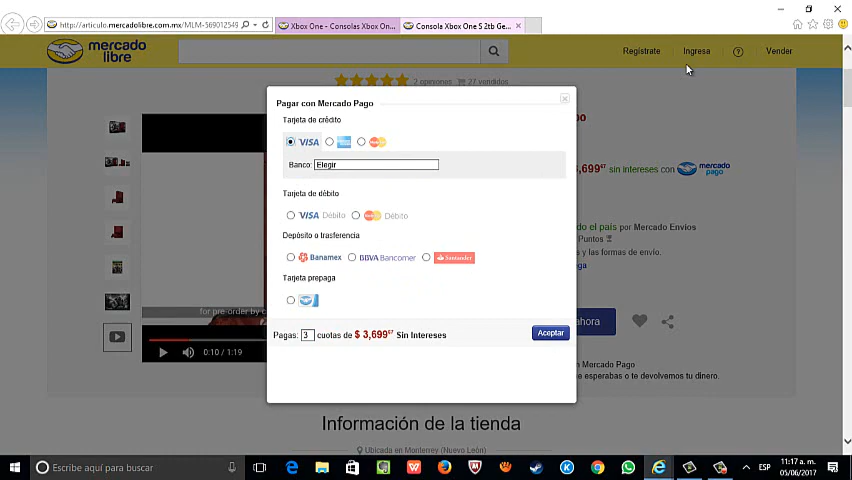 http://articulo.mercadolibre.com.mx/MLM-569012549
Xbox One - Consolas Xbox On...
Consola Xbox One S 2tb Ge...
mercado
libre
Regístrate
Ingresa
?
Vender
2 opiniones
27 vendidos
Pagar con Mercado Pago
Tarjeta de crédito
VISA
Banco: Elegir
Tarjeta de débito
VISA Débito
Débito
Depósito o trasferencia
Banamex
BBVA Bancomer
Santander
Tarjeta prepaga
Pagas: 3 cuotas de $ 3,699⁶⁷ Sin Intereses
Aceptar
,699⁶⁷ sin intereses con mercado
pago
el país por Mercado Envios
Puntos
y las formas de envío.
ahora
n Mercado Pago
e esperabas o te devolvemos tu dinero.
for pre-order by c
0:10 / 1:19
Información de la tienda
Ubicada en Monterrey (Nuevo León)
Escribe aquí para buscar
ESP
11:17 a. m.
05/06/2017